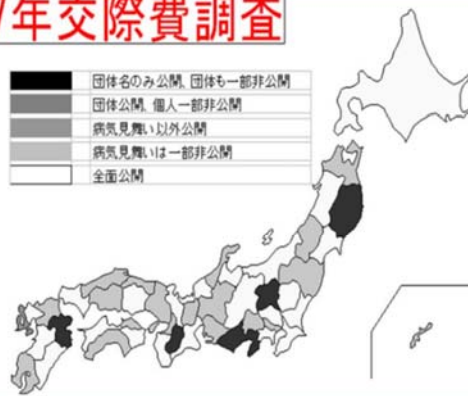 年交際費調査
団体名のみ公開、団体も一部非公開
団体公開、個人一部非公開
病気見舞い以外公開
病気見舞いは一部非公開
全面公開